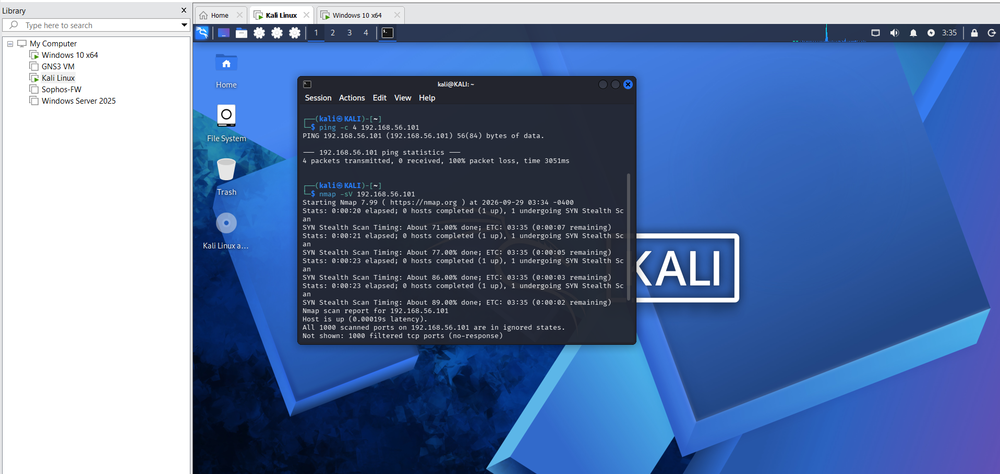 Library
Type here to search
My Computer
Windows 10 x64
GNS3 VM
Kali Linux
Sophos-FW
Windows Server 2025
Home
Kali Linux
Windows 10 x64
1 2 3 4
3:35
Home
File System
Trash
Kali Linux a...
kali@KALI: ~
Session Actions Edit View Help
┌──(kali㉿KALI)-[~]
└─$ ping -c 4 192.168.56.101
PING 192.168.56.101 (192.168.56.101) 56(84) bytes of data.
--- 192.168.56.101 ping statistics ---
4 packets transmitted, 0 received, 100% packet loss, time 3051ms
┌──(kali㉿KALI)-[~]
└─$ nmap -sV 192.168.56.101
Starting Nmap 7.99 ( https://nmap.org ) at 2026-09-29 03:34 -0400
Stats: 0:00:20 elapsed; 0 hosts completed (1 up), 1 undergoing SYN Stealth Sc
an
SYN Stealth Scan Timing: About 71.00% done; ETC: 03:35 (0:00:07 remaining)
Stats: 0:00:21 elapsed; 0 hosts completed (1 up), 1 undergoing SYN Stealth Sc
an
SYN Stealth Scan Timing: About 77.00% done; ETC: 03:35 (0:00:05 remaining)
Stats: 0:00:23 elapsed; 0 hosts completed (1 up), 1 undergoing SYN Stealth Sc
an
SYN Stealth Scan Timing: About 86.00% done; ETC: 03:35 (0:00:03 remaining)
Stats: 0:00:23 elapsed; 0 hosts completed (1 up), 1 undergoing SYN Stealth Sc
an
SYN Stealth Scan Timing: About 89.00% done; ETC: 03:35 (0:00:02 remaining)
Nmap scan report for 192.168.56.101
Host is up (0.00019s latency).
All 1000 scanned ports on 192.168.56.101 are in ignored states.
Not shown: 1000 filtered tcp ports (no-response)
KALI